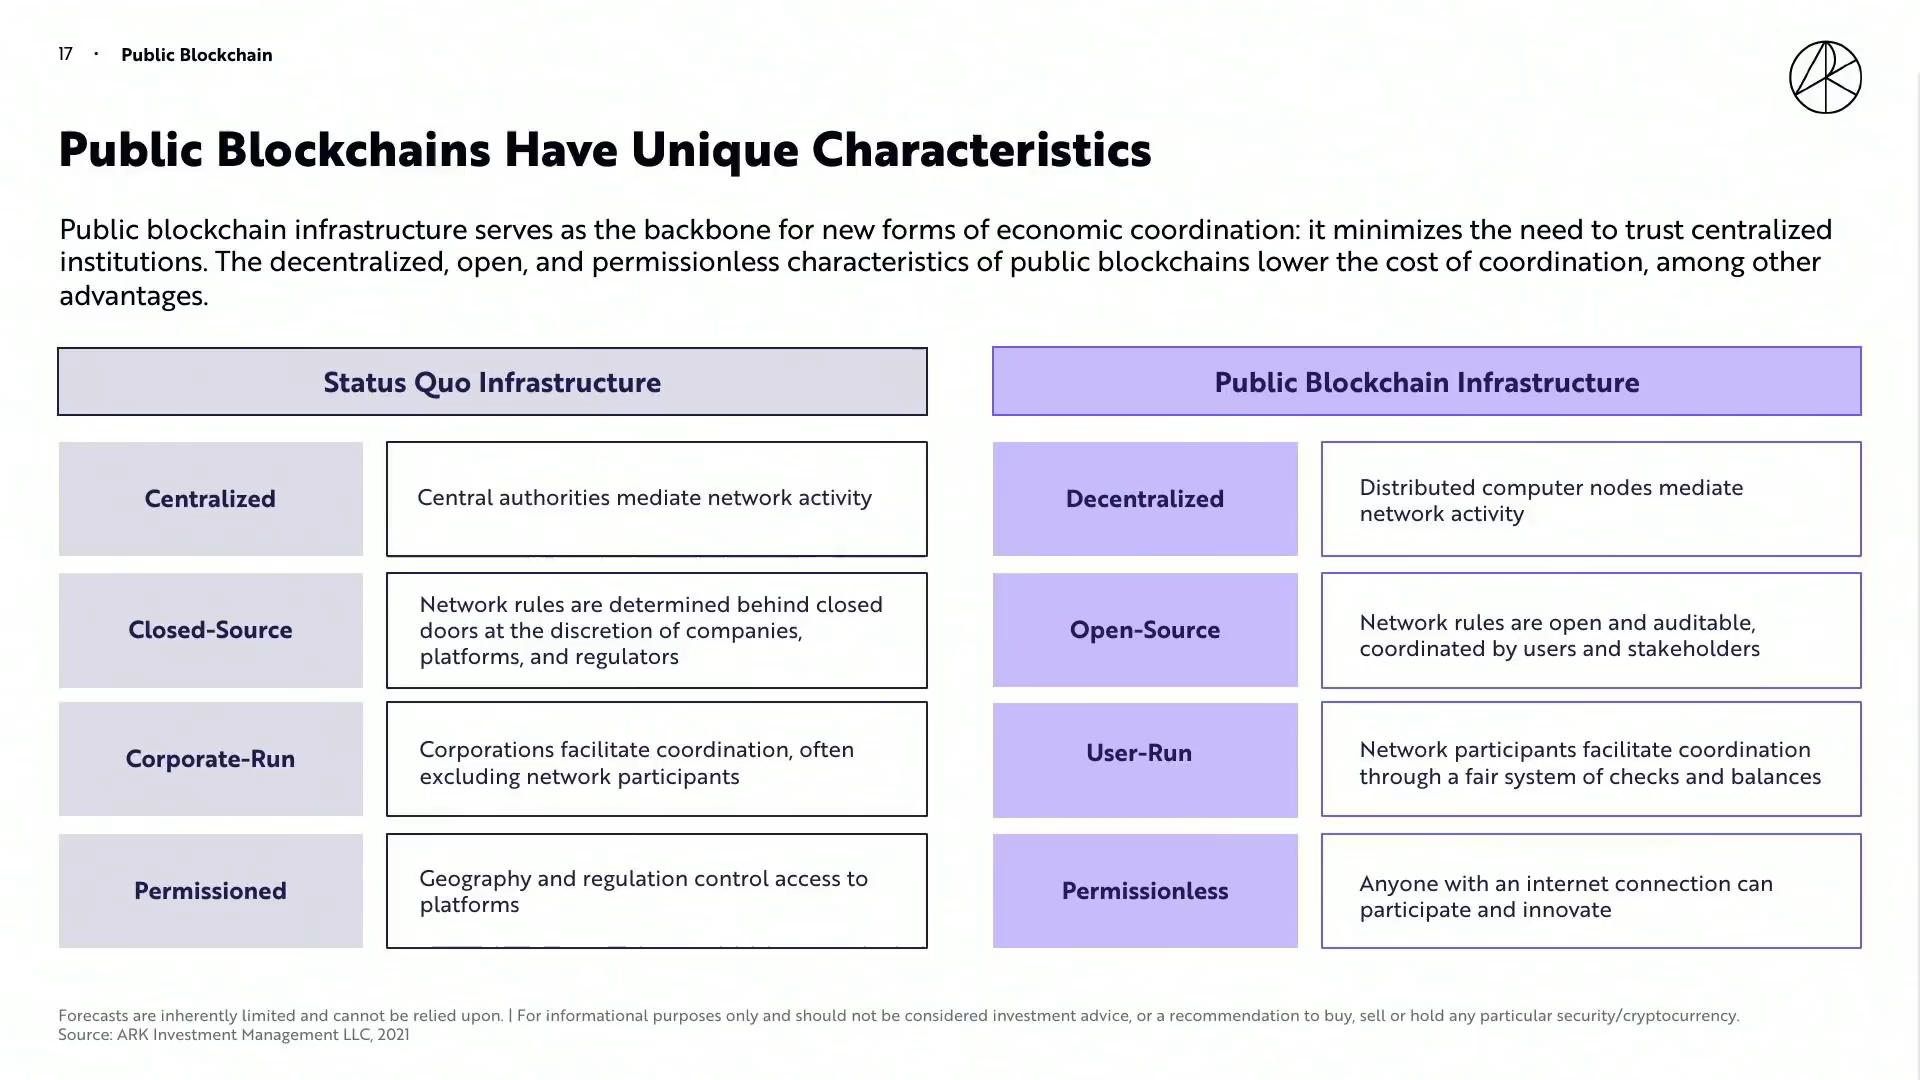 17 · Public Blockchain
Public Blockchains Have Unique Characteristics
Public blockchain infrastructure serves as the backbone for new forms of economic coordination: it minimizes the need to trust centralized
institutions. The decentralized, open, and permissionless characteristics of public blockchains lower the cost of coordination, among other
advantages.
Status Quo Infrastructure
Centralized
Central authorities mediate network activity
Closed-Source
Network rules are determined behind closed
doors at the discretion of companies,
platforms, and regulators
Corporate-Run
Corporations facilitate coordination, often
excluding network participants
Permissioned
Geography and regulation control access to
platforms
Public Blockchain Infrastructure
Decentralized
Distributed computer nodes mediate
network activity
Open-Source
Network rules are open and auditable,
coordinated by users and stakeholders
User-Run
Network participants facilitate coordination
through a fair system of checks and balances
Permissionless
Anyone with an internet connection can
participate and innovate
Forecasts are inherently limited and cannot be relied upon. | For informational purposes only and should not be considered investment advice, or a recommendation to buy, sell or hold any particular security/cryptocurrency.
Source: ARK Investment Management LLC, 2021